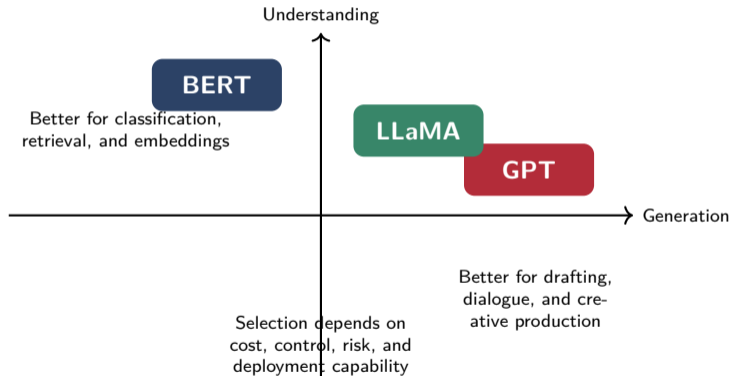 Understanding
BERT
Better for classification,
retrieval, and embeddings
LLaMA
GPT
Generation
Better for drafting,
dialogue, and cre-
ative production
Selection depends on
cost, control, risk, and
deployment capability